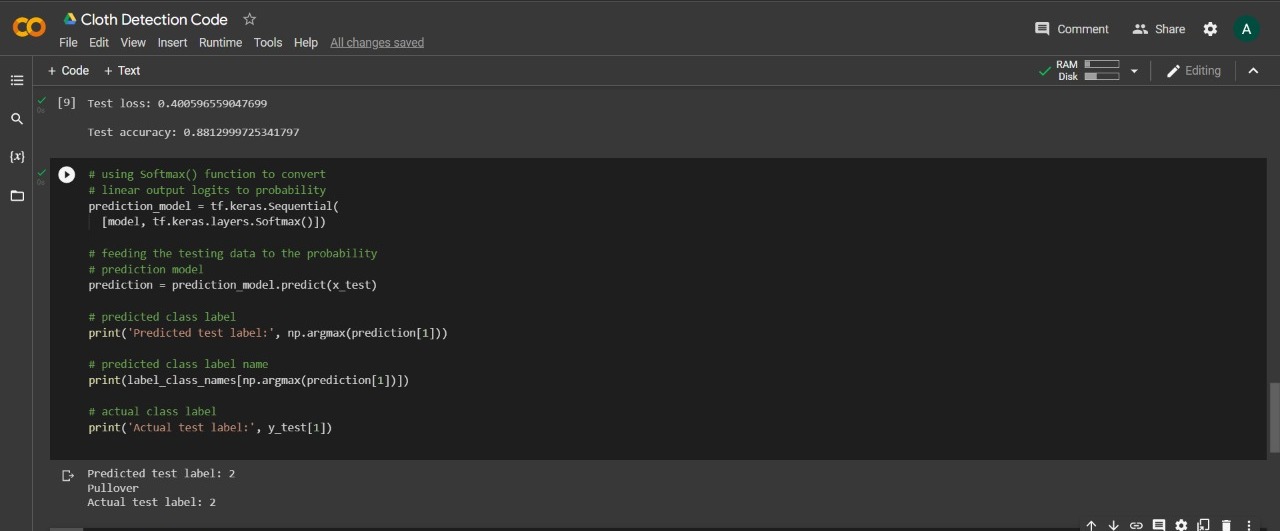 CO
Cloth Detection Code
File Edit View Insert Runtime Tools Help All changes saved
Comment
Share
A
+ Code + Text
RAM
Disk
Editing
[9] Test loss: 0.400596559047699
0s
Test accuracy: 0.8812999725341797
{x}
0s
# using Softmax() function to convert
# linear output logits to probability
prediction_model = tf.keras.Sequential(
[model, tf.keras.layers.Softmax()])
# feeding the testing data to the probability
# prediction model
prediction = prediction_model.predict(x_test)
# predicted class label
print('Predicted test label:', np.argmax(prediction[1]))
# predicted class label name
print(label_class_names[np.argmax(prediction[1])])
# actual class label
print('Actual test label:', y_test[1])
Predicted test label: 2
Pullover
Actual test label: 2